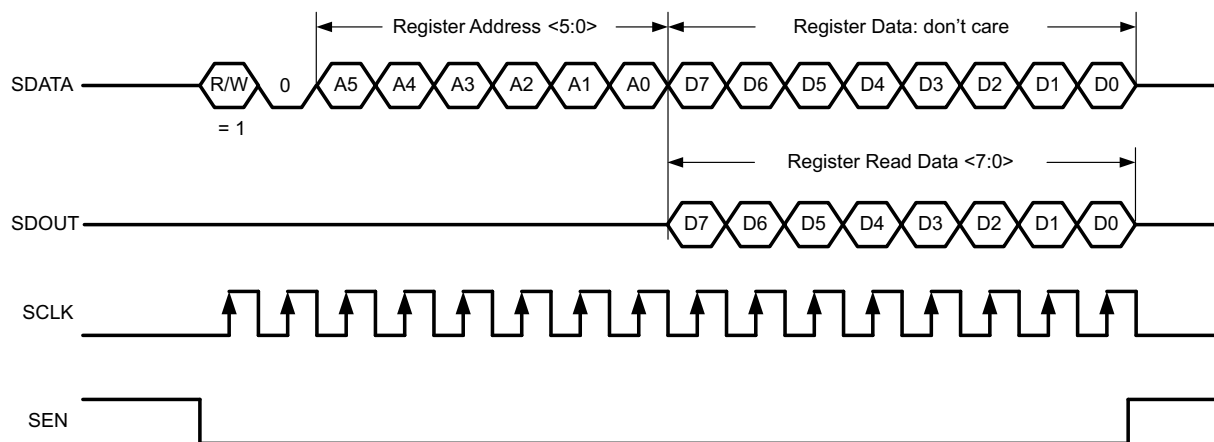 Register Address <5:0> Register Data: don’t care
SDATA R/W 0 A5 A4 A3 A2 A1 A0 D7 D6 D5 D4 D3 D2 D1 D0
= 1
Register Read Data <7:0>
SDOUT D7 D6 D5 D4 D3 D2 D1 D0
SCLK
SEN